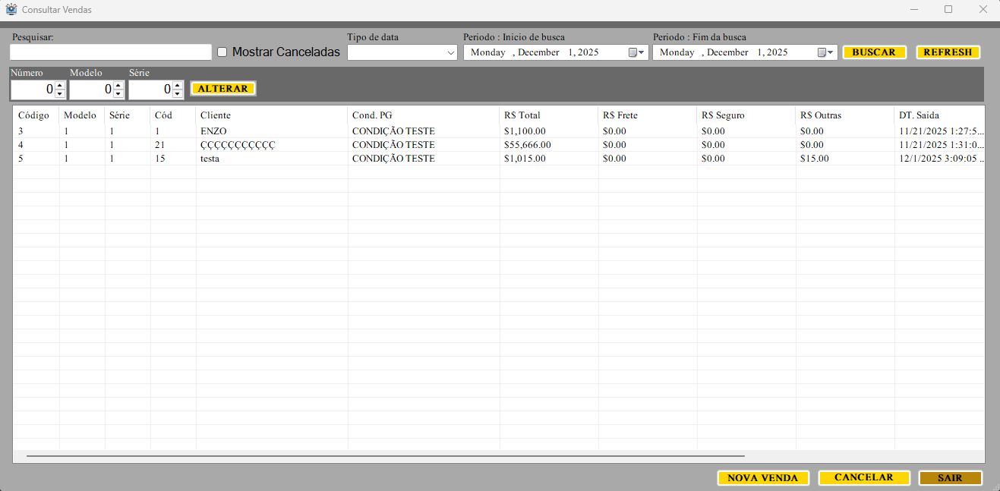 Consultar Vendas
Pesquisar: Tipo de data Periodo : Inicio de busca Periodo : Fim da busca
Mostrar Canceladas Monday , December 1, 2025 Monday , December 1, 2025 BUSCAR REFRESH
Número Modelo Série
0 0 0 ALTERAR
Código Modelo Série Cód Cliente Cond. PG R$ Total R$ Frete R$ Seguro R$ Outras DT. Saida
3 1 1 1 ENZO CONDIÇÃO TESTE $1,100.00 $0.00 $0.00 $0.00 11/21/2025 1:27:5...
4 1 1 21 ÇÇÇÇÇÇÇÇÇÇÇ CONDIÇÃO TESTE $55,666.00 $0.00 $0.00 $0.00 11/21/2025 1:31:0...
5 1 1 15 testa CONDIÇÃO TESTE $1,015.00 $0.00 $0.00 $15.00 12/1/2025 3:09:05 ...
NOVA VENDA CANCELAR SAIR